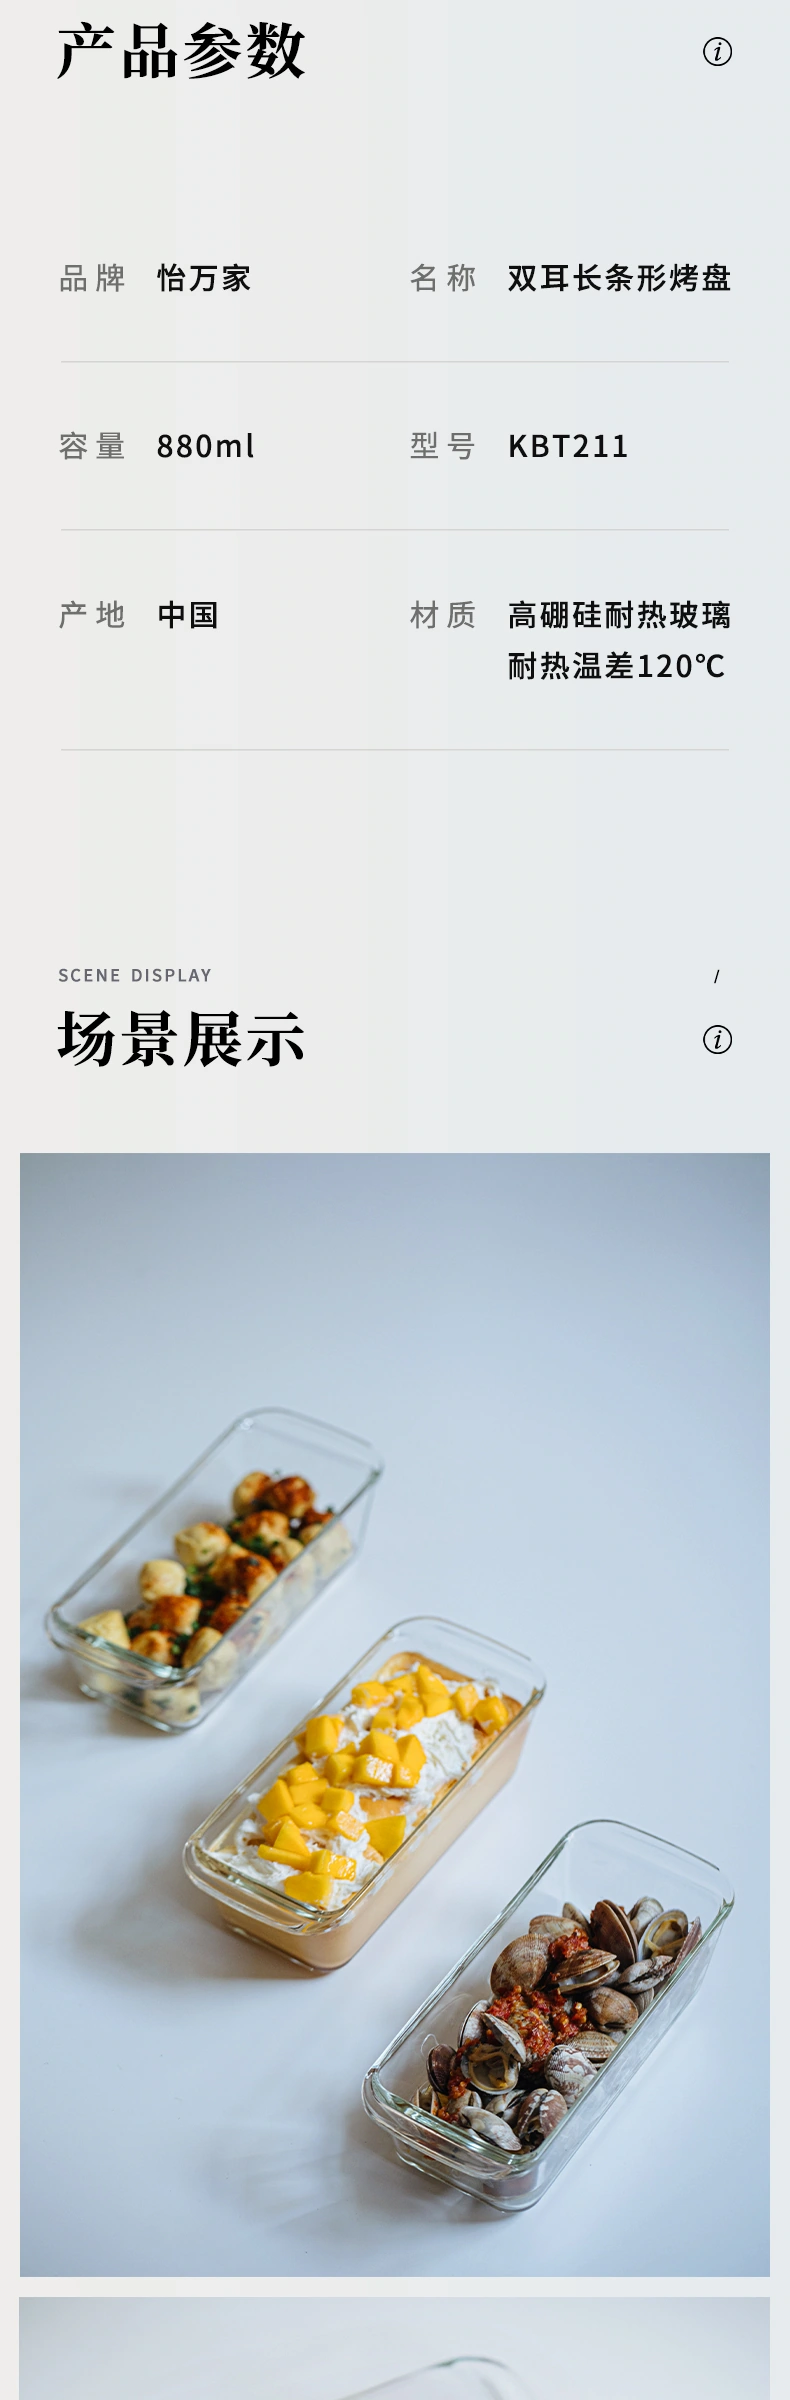 产品参数
品牌 怡万家 名称 双耳长条形烤盘
容量 880ml 型号 KBT211
产地 中国 材质 高硼硅耐热玻璃
耐热温差120℃
SCENE DISPLAY /
场景展示